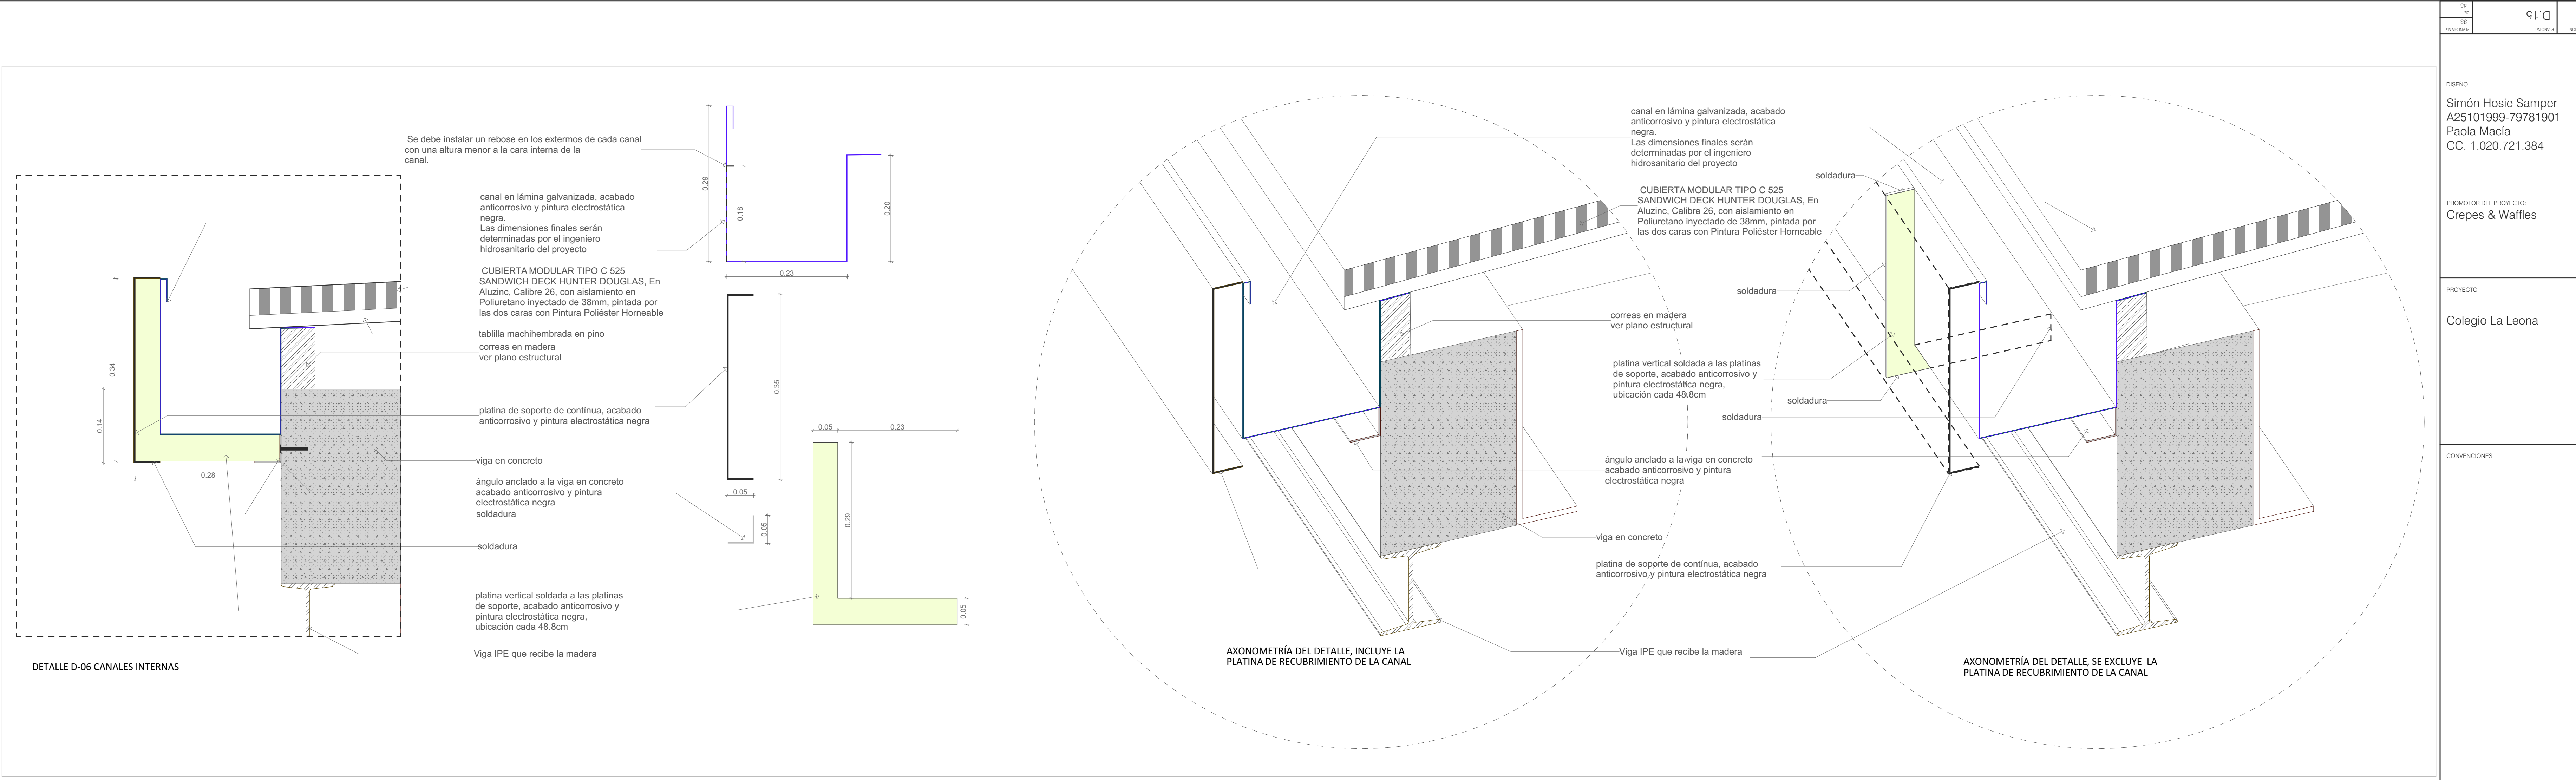 Se debe instalar un rebose en los extermos de cada canal
con una altura menor a la cara interna de la
canal.
canal en lámina galvanizada, acabado
anticorrosivo y pintura electrostática
negra.
Las dimensiones finales serán
determinadas por el ingeniero
hidrosanitario del proyecto
CUBIERTA MODULAR TIPO C 525
SANDWICH DECK HUNTER DOUGLAS, En
Aluzinc, Calibre 26, con aislamiento en
Poliuretano inyectado de 38mm, pintada por
las dos caras con Pintura Poliéster Horneable
tablilla machihembrada en pino
correas en madera
ver plano estructural
platina de soporte de contínua, acabado
anticorrosivo y pintura electrostática negra
viga en concreto
ángulo anclado a la viga en concreto
acabado anticorrosivo y pintura
electrostática negra
soldadura
soldadura
platina vertical soldada a las platinas
de soporte, acabado anticorrosivo y
pintura electrostática negra,
ubicación cada 48.8cm
Viga IPE que recibe la madera
0.34
0.14
0.28
DETALLE D-06 CANALES INTERNAS
0.29
0.18
0.20
0.23
0.35
0.05
0.05
0.05
0.23
0.29
0.05
canal en lámina galvanizada, acabado
anticorrosivo y pintura electrostática
negra.
Las dimensiones finales serán
determinadas por el ingeniero
hidrosanitario del proyecto
CUBIERTA MODULAR TIPO C 525
SANDWICH DECK HUNTER DOUGLAS, En
Aluzinc, Calibre 26, con aislamiento en
Poliuretano inyectado de 38mm, pintada por
las dos caras con Pintura Poliéster Horneable
correas en madera
ver plano estructural
platina vertical soldada a las platinas
de soporte, acabado anticorrosivo y
pintura electrostática negra,
ubicación cada 48,8cm
ángulo anclado a la viga en concreto
acabado anticorrosivo y pintura
electrostática negra
viga en concreto
platina de soporte de contínua, acabado
anticorrosivo y pintura electrostática negra
Viga IPE que recibe la madera
AXONOMETRÍA DEL DETALLE, INCLUYE LA
PLATINA DE RECUBRIMIENTO DE LA CANAL
soldadura
soldadura
soldadura
soldadura
AXONOMETRÍA DEL DETALLE, SE EXCLUYE LA
PLATINA DE RECUBRIMIENTO DE LA CANAL
45
33
PLANCHA No.
D.15
PLANO No.
DISEÑO
Simón Hosie Samper
A25101999-79781901
Paola Macía
CC. 1.020.721.384
PROMOTOR DEL PROYECTO:
Crepes & Waffles
PROYECTO
Colegio La Leona
CONVENCIONES